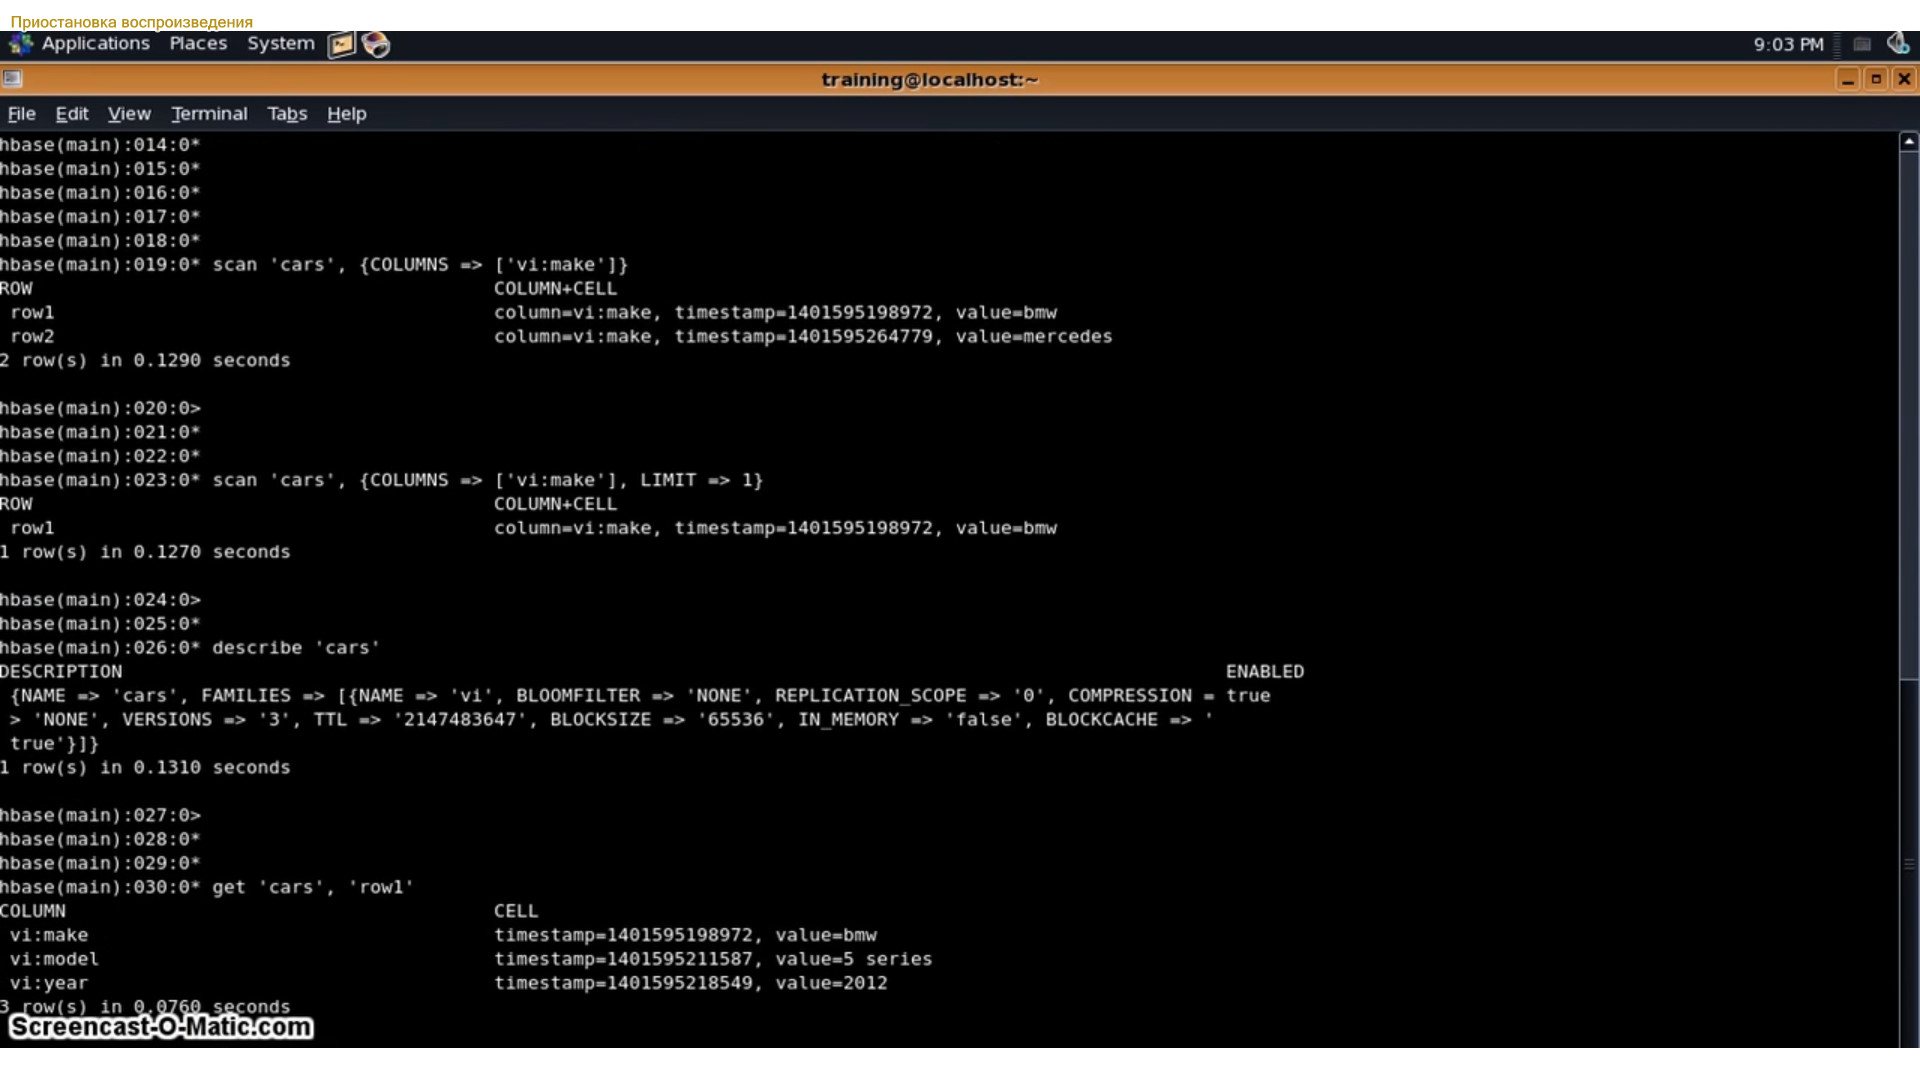 Приостановка воспроизведения
Applications Places System 9:03 PM
training@localhost:~
File Edit View Terminal Tabs Help
hbase(main):014:0*
hbase(main):015:0*
hbase(main):016:0*
hbase(main):017:0*
hbase(main):018:0*
hbase(main):019:0* scan 'cars', {COLUMNS => ['vi:make']}
ROW COLUMN+CELL
row1 column=vi:make, timestamp=1401595198972, value=bmw
row2 column=vi:make, timestamp=1401595264779, value=mercedes
2 row(s) in 0.1290 seconds
hbase(main):020:0>
hbase(main):021:0*
hbase(main):022:0*
hbase(main):023:0* scan 'cars', {COLUMNS => ['vi:make'], LIMIT => 1}
ROW COLUMN+CELL
row1 column=vi:make, timestamp=1401595198972, value=bmw
1 row(s) in 0.1270 seconds
hbase(main):024:0>
hbase(main):025:0*
hbase(main):026:0* describe 'cars'
DESCRIPTION ENABLED
{NAME => 'cars', FAMILIES => [{NAME => 'vi', BLOOMFILTER => 'NONE', REPLICATION_SCOPE => '0', COMPRESSION = true
> 'NONE', VERSIONS => '3', TTL => '2147483647', BLOCKSIZE => '65536', IN_MEMORY => 'false', BLOCKCACHE => '
true'}]}
1 row(s) in 0.1310 seconds
hbase(main):027:0>
hbase(main):028:0*
hbase(main):029:0*
hbase(main):030:0* get 'cars', 'row1'
COLUMN CELL
vi:make timestamp=1401595198972, value=bmw
vi:model timestamp=1401595211587, value=5 series
vi:year timestamp=1401595218549, value=2012
3 row(s) in 0.0760 seconds
Screencast-O-Matic.com